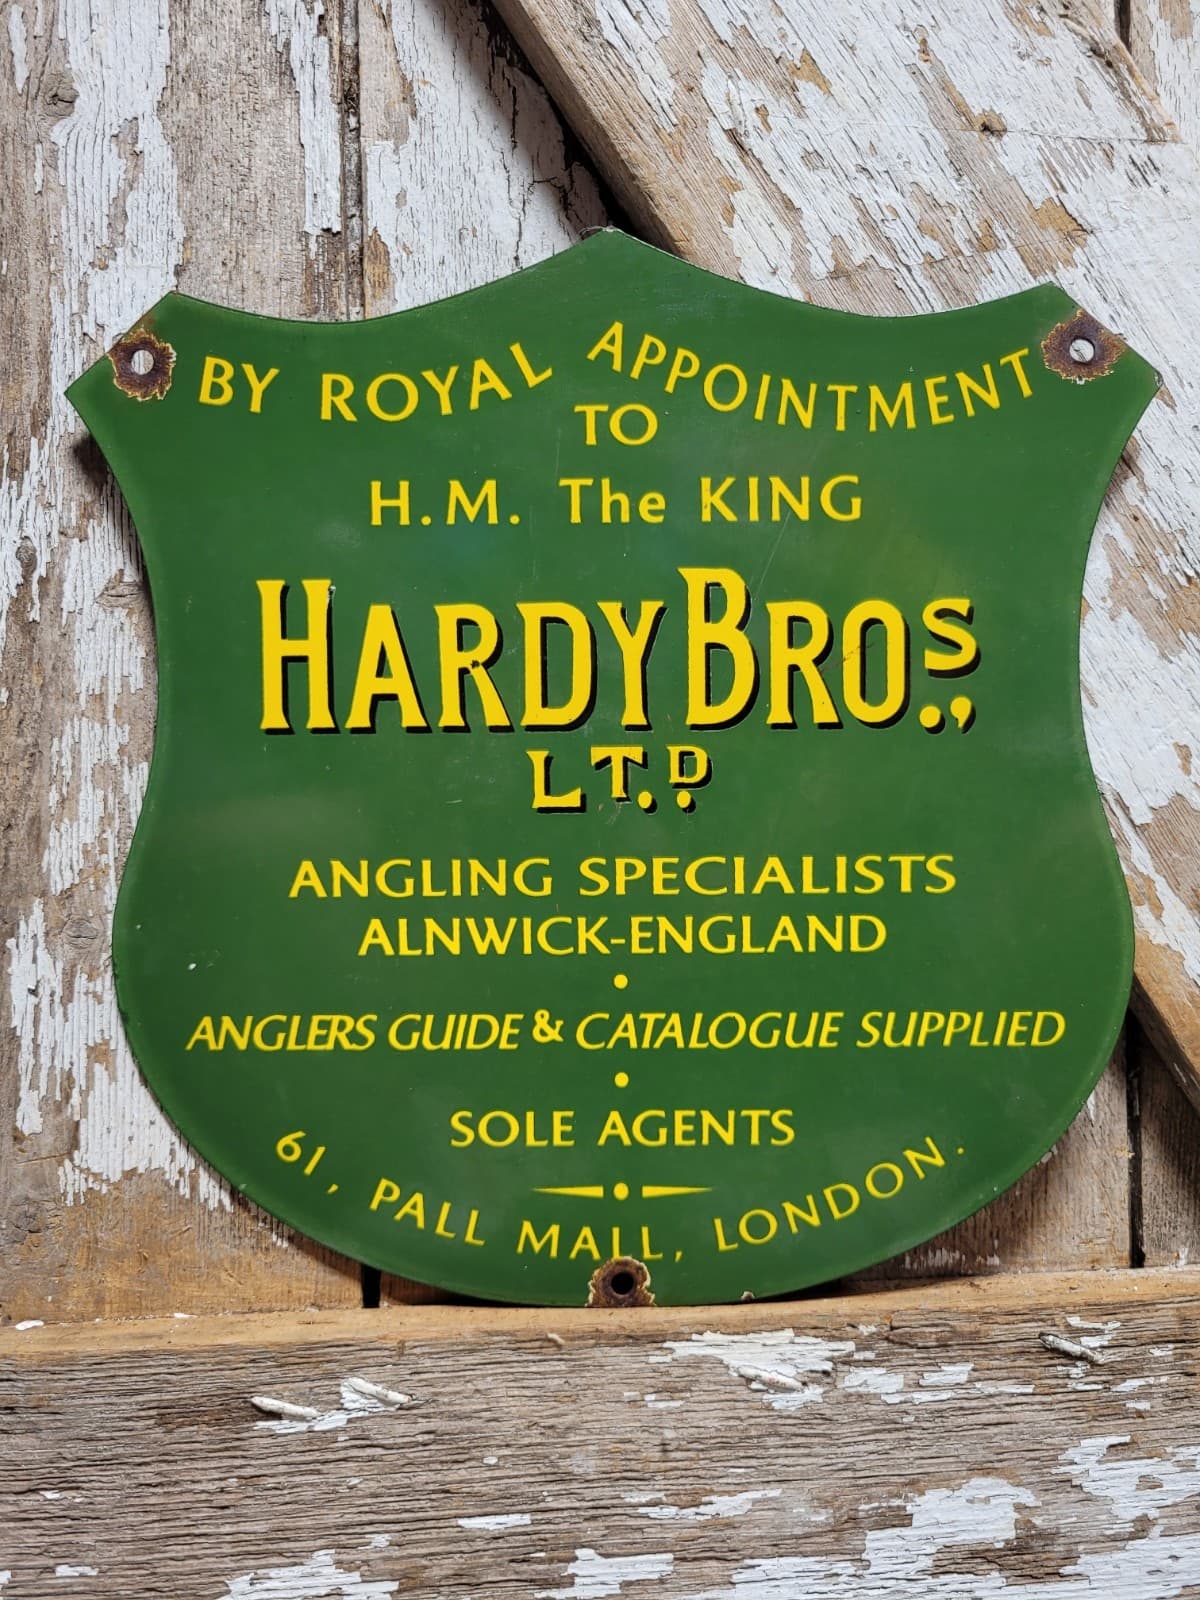 BY ROYAL APPOINTMENT
TO
H.M. The KING
HARDY BROS.,
LT.D.
ANGLING SPECIALISTS
ALNWICK-ENGLAND
•
ANGLERS GUIDE & CATALOGUE SUPPLIED
•
SOLE AGENTS
61, PALL MALL, LONDON.